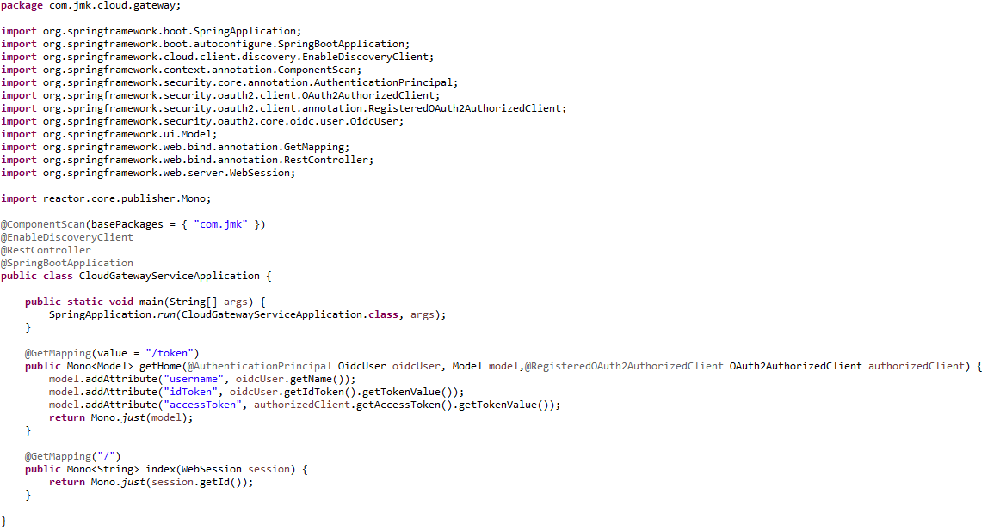 package com.jmk.cloud.gateway;
import org.springframework.boot.SpringApplication;
import org.springframework.boot.autoconfigure.SpringBootApplication;
import org.springframework.cloud.client.discovery.EnableDiscoveryClient;
import org.springframework.context.annotation.ComponentScan;
import org.springframework.security.core.annotation.AuthenticationPrincipal;
import org.springframework.security.oauth2.client.OAuth2AuthorizedClient;
import org.springframework.security.oauth2.client.annotation.RegisteredOAuth2AuthorizedClient;
import org.springframework.security.oauth2.core.oidc.user.OidcUser;
import org.springframework.ui.Model;
import org.springframework.web.bind.annotation.GetMapping;
import org.springframework.web.bind.annotation.RestController;
import org.springframework.web.server.WebSession;
import reactor.core.publisher.Mono;
@ComponentScan(basePackages = { "com.jmk" })
@EnableDiscoveryClient
@RestController
@SpringBootApplication
public class CloudGatewayServiceApplication {
public static void main(String[] args) {
SpringApplication.run(CloudGatewayServiceApplication.class, args);
}
@GetMapping(value = "/token")
public Mono<Model> getHome(@AuthenticationPrincipal OidcUser oidcUser, Model model,@RegisteredOAuth2AuthorizedClient OAuth2AuthorizedClient authorizedClient) {
model.addAttribute("username", oidcUser.getName());
model.addAttribute("idToken", oidcUser.getIdToken().getTokenValue());
model.addAttribute("accessToken", authorizedClient.getAccessToken().getTokenValue());
return Mono.just(model);
}
@GetMapping("/")
public Mono<String> index(WebSession session) {
return Mono.just(session.getId());
}
}